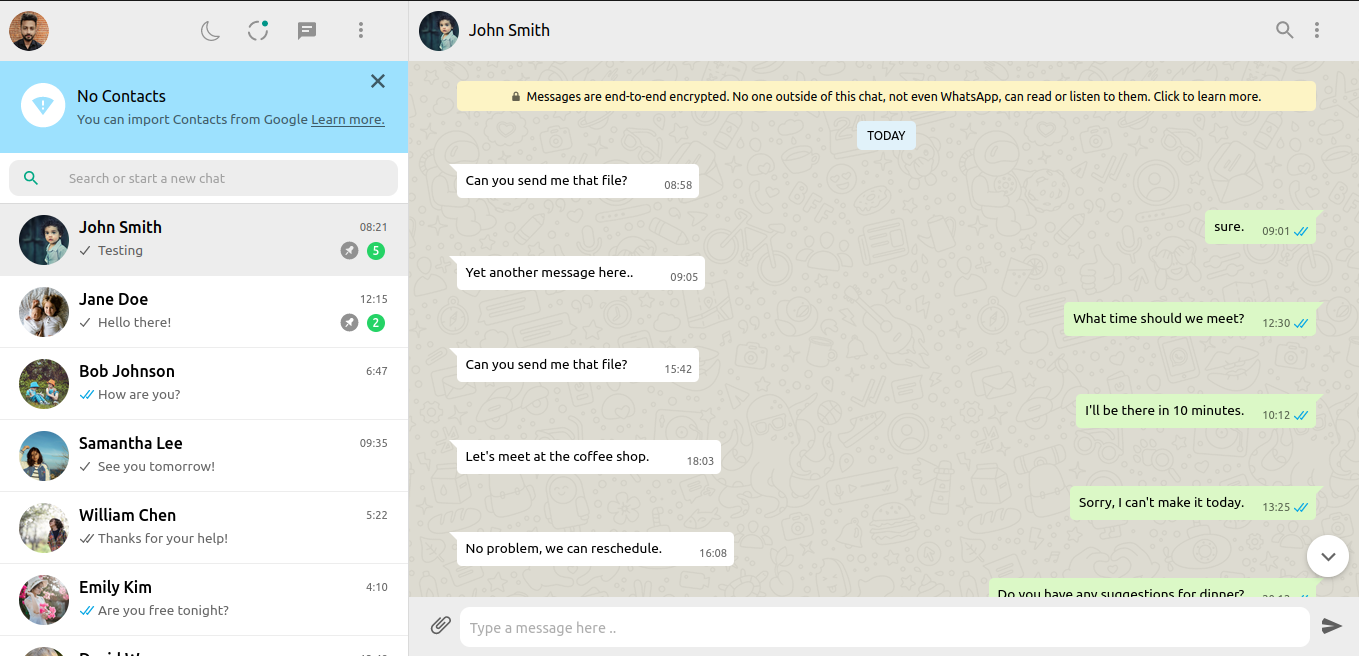 No Contacts
You can import Contacts from Google Learn more.
Search or start a new chat
John Smith 08:21
Testing 5
Jane Doe 12:15
Hello there! 2
Bob Johnson 6:47
How are you?
Samantha Lee 09:35
See you tomorrow!
William Chen 5:22
Thanks for your help!
Emily Kim 4:10
Are you free tonight?
John Smith
Messages are end-to-end encrypted. No one outside of this chat, not even WhatsApp, can read or listen to them. Click to learn more.
TODAY
Can you send me that file? 08:58
sure. 09:01
Yet another message here.. 09:05
What time should we meet? 12:30
Can you send me that file? 15:42
I'll be there in 10 minutes. 10:12
Let's meet at the coffee shop. 18:03
Sorry, I can't make it today. 13:25
No problem, we can reschedule. 16:08
Do you have any suggestions for dinner?
Type a message here ..